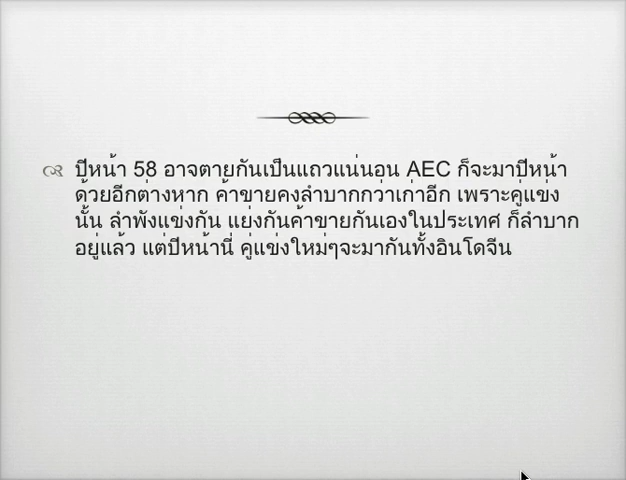 ปีหน้า 58 อาจตายกันเป็นแถวแน่นอน AEC ก็จะมาปีหน้า
ด้วยอีกต่างหาก ค้าขายคงลำบากกว่าเก่าอีก เพราะคู่แข่ง
นั้น ลำพังแข่งกัน แย่งกันค้าขายกันเองในประเทศ ก็ลำบาก
อยู่แล้ว แต่ปีหน้านี่ คู่แข่งใหม่ๆจะมากันทั้งอินโดจีน